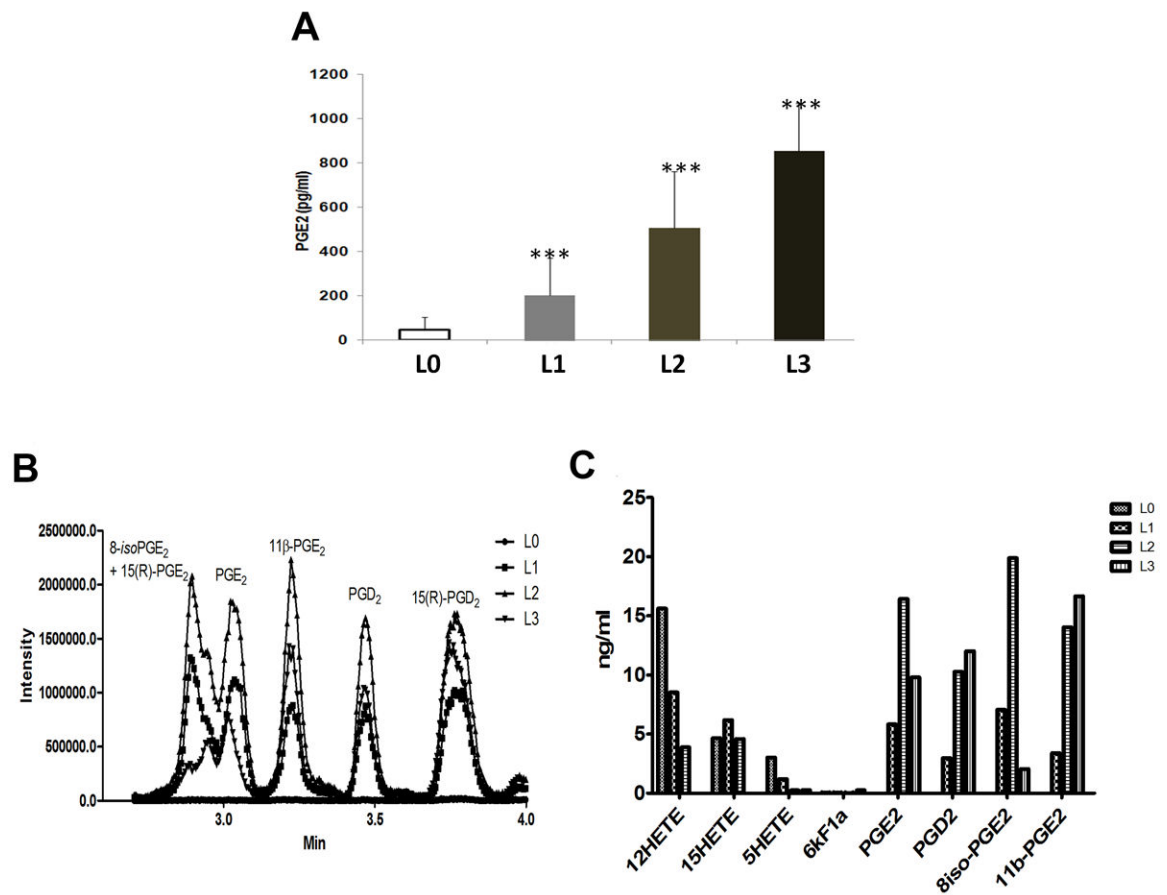 A
1200
1000
800
600
400
200
0
PGE2 (pg/ml)
***
***
***
***
L0
L1
L2
L3
B
2500000.0
2000000.0
1500000.0
1000000.0
500000.0
0.0
Intensity
8-isoPGE2
+ 15(R)-PGE2
PGE2
11β-PGE2
PGD2
15(R)-PGD2
L0
L1
L2
L3
3.0
3.5
4.0
Min
C
25
20
15
10
5
0
ng/ml
L0
L1
L2
L3
12HETE
15HETE
5HETE
6kF1a
PGE2
PGD2
8iso-PGE2
11b-PGE2